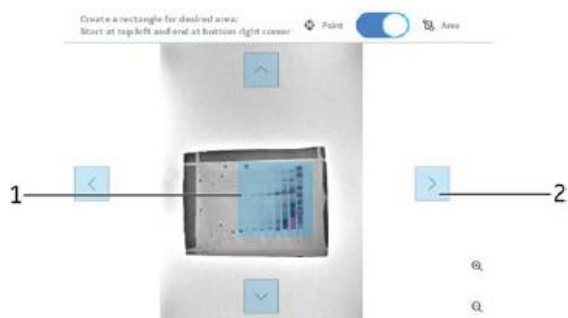 Create a rectangle for desired area:
Start at top left and end at bottom right corner
Point
Area
1
2